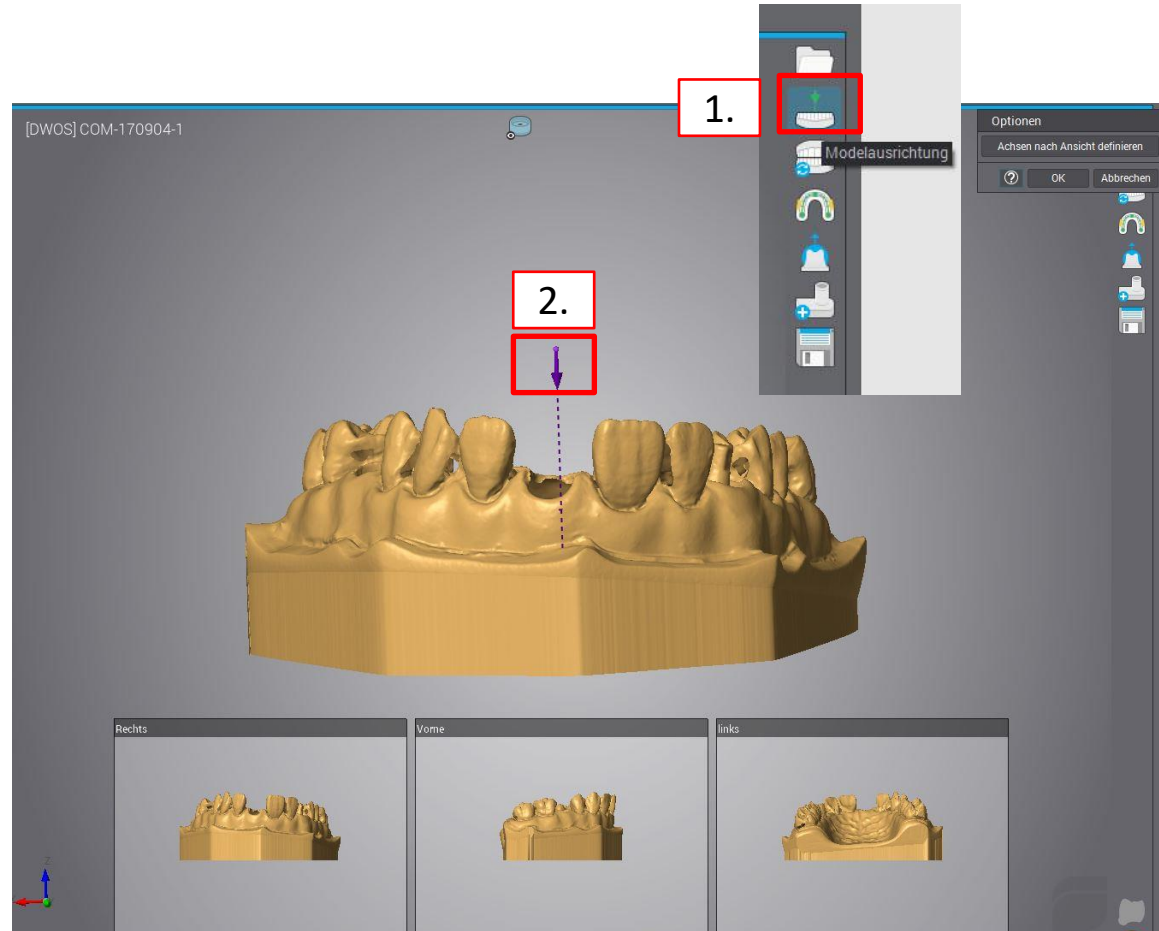 1.
[DWOS] COM-170904-1
Optionen
Achsen nach Ansicht definieren
Modelausrichtung
? OK Abbrechen
2.
Rechts
Vorne
links
Z